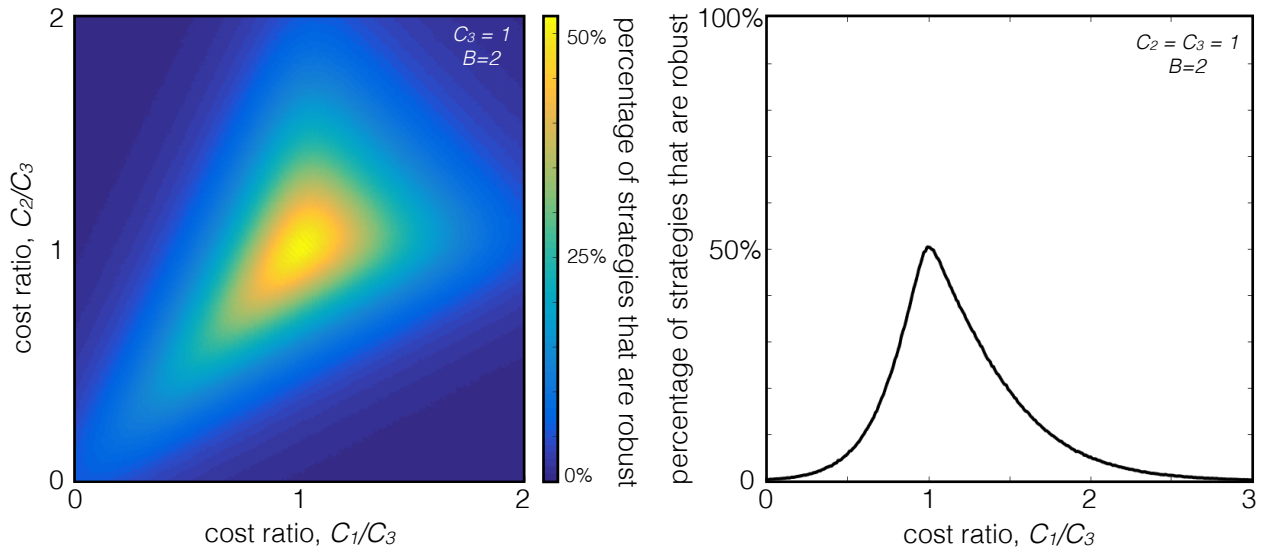 2
1
0
0
1
2
cost ratio, C2/C3
cost ratio, C1/C3
C3 = 1
B=2
50%
25%
0%
percentage of strategies that are robust
percentage of strategies that are robust
100%
50%
0
0
1
2
3
cost ratio, C1/C3
C2 = C3 = 1
B=2